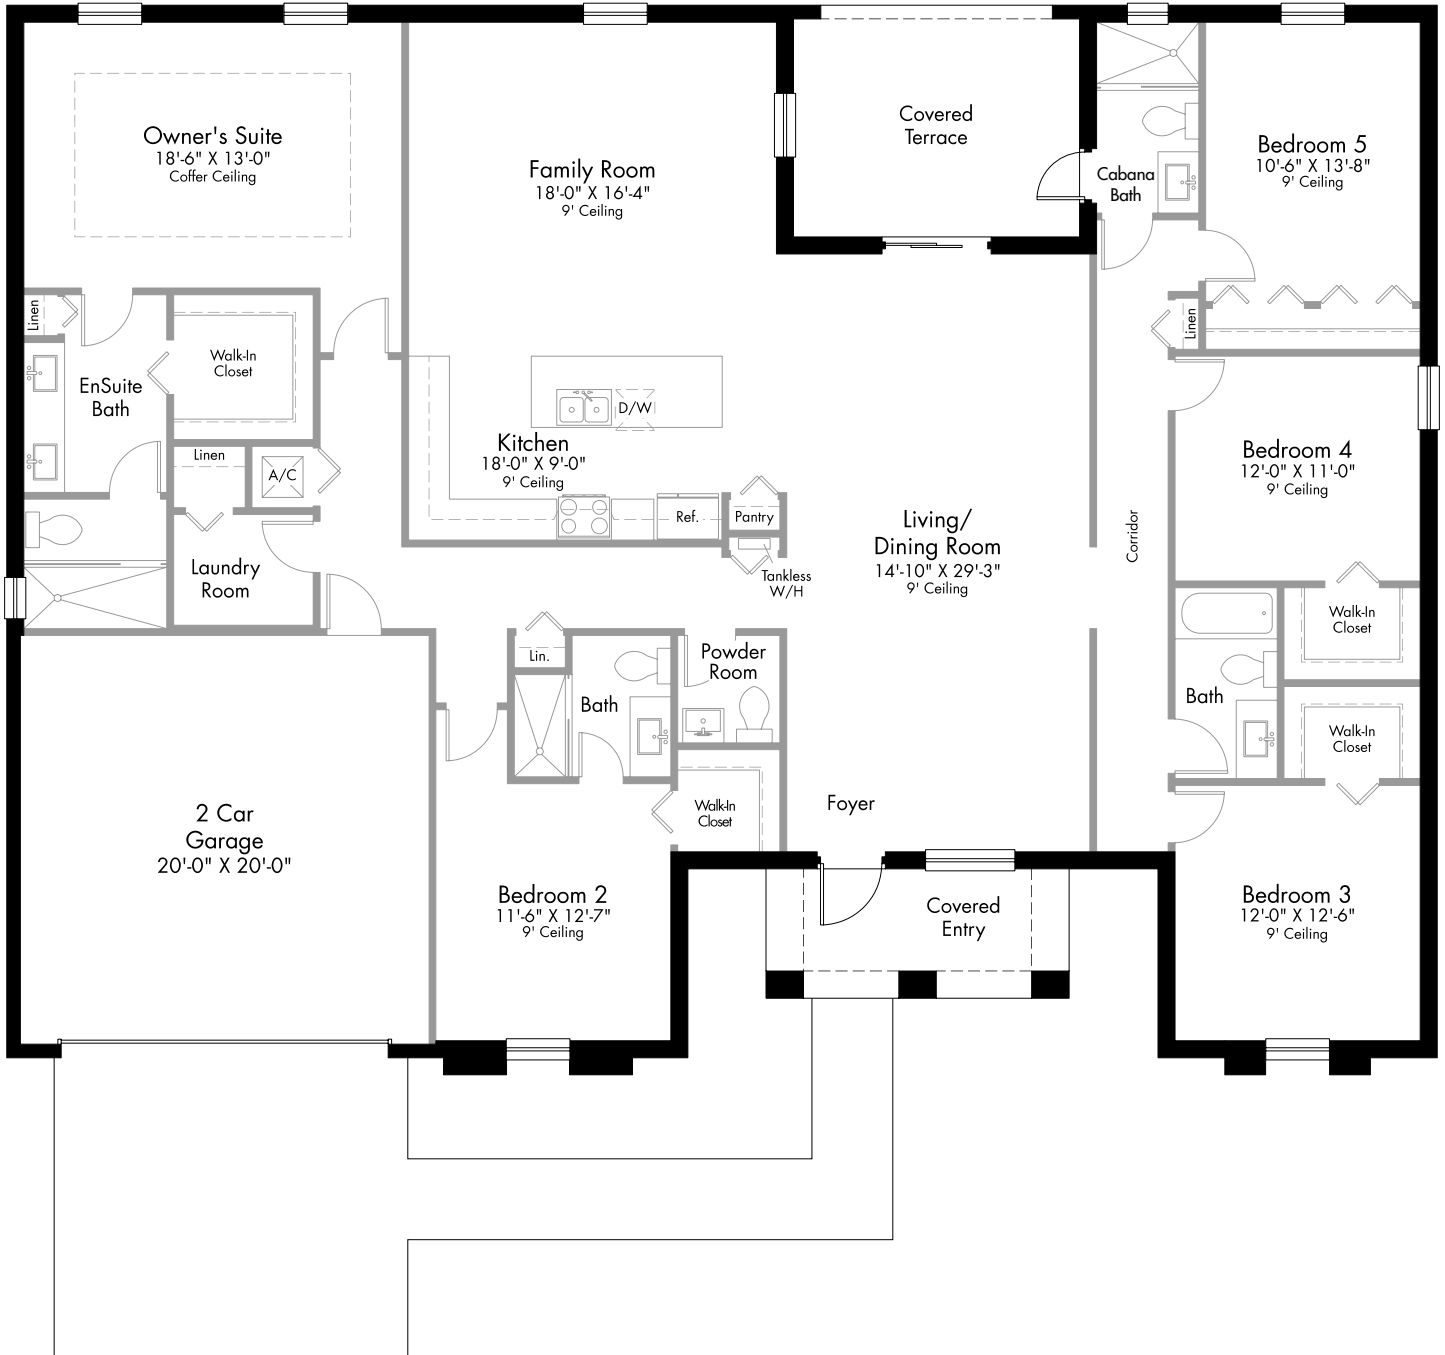 Owner's Suite
18'-6" X 13'-0"
Coffer Ceiling
Family Room
18'-0" X 16'-4"
9' Ceiling
Covered
Terrace
Cabana
Bath
Bedroom 5
10'-6" X 13'-8"
9' Ceiling
Linen
EnSuite
Bath
Walk-In
Closet
Linen
A/C
Laundry
Room
D/W
Kitchen
18'-0" X 9'-0"
9' Ceiling
Ref.
Pantry
Tankless
W/H
Living/
Dining Room
14'-10" X 29'-3"
9' Ceiling
Corridor
Linen
Bedroom 4
12'-0" X 11'-0"
9' Ceiling
Walk-In
Closet
Bath
Walk-In
Closet
Lin.
Bath
Powder
Room
Walk-In
Closet
Foyer
2 Car
Garage
20'-0" X 20'-0"
Bedroom 2
11'-6" X 12'-7"
9' Ceiling
Covered
Entry
Bedroom 3
12'-0" X 12'-6"
9' Ceiling